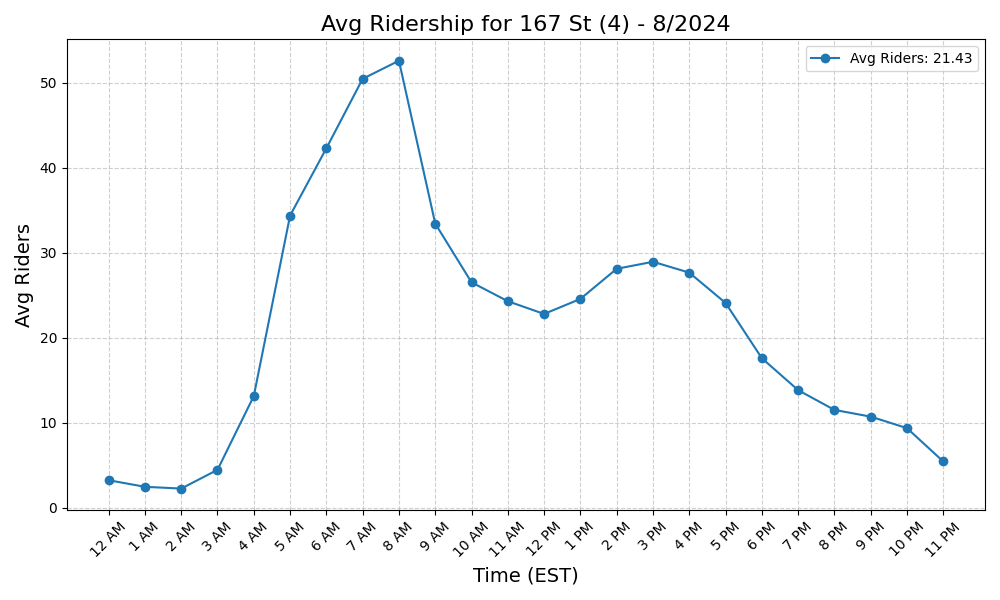 Avg Ridership for 167 St (4) - 8/2024
Avg Riders: 21.43
Avg Riders
50
40
30
20
10
0
12 AM
1 AM
2 AM
3 AM
4 AM
5 AM
6 AM
7 AM
8 AM
9 AM
10 AM
11 AM
12 PM
1 PM
2 PM
3 PM
4 PM
5 PM
6 PM
7 PM
8 PM
9 PM
10 PM
11 PM
Time (EST)